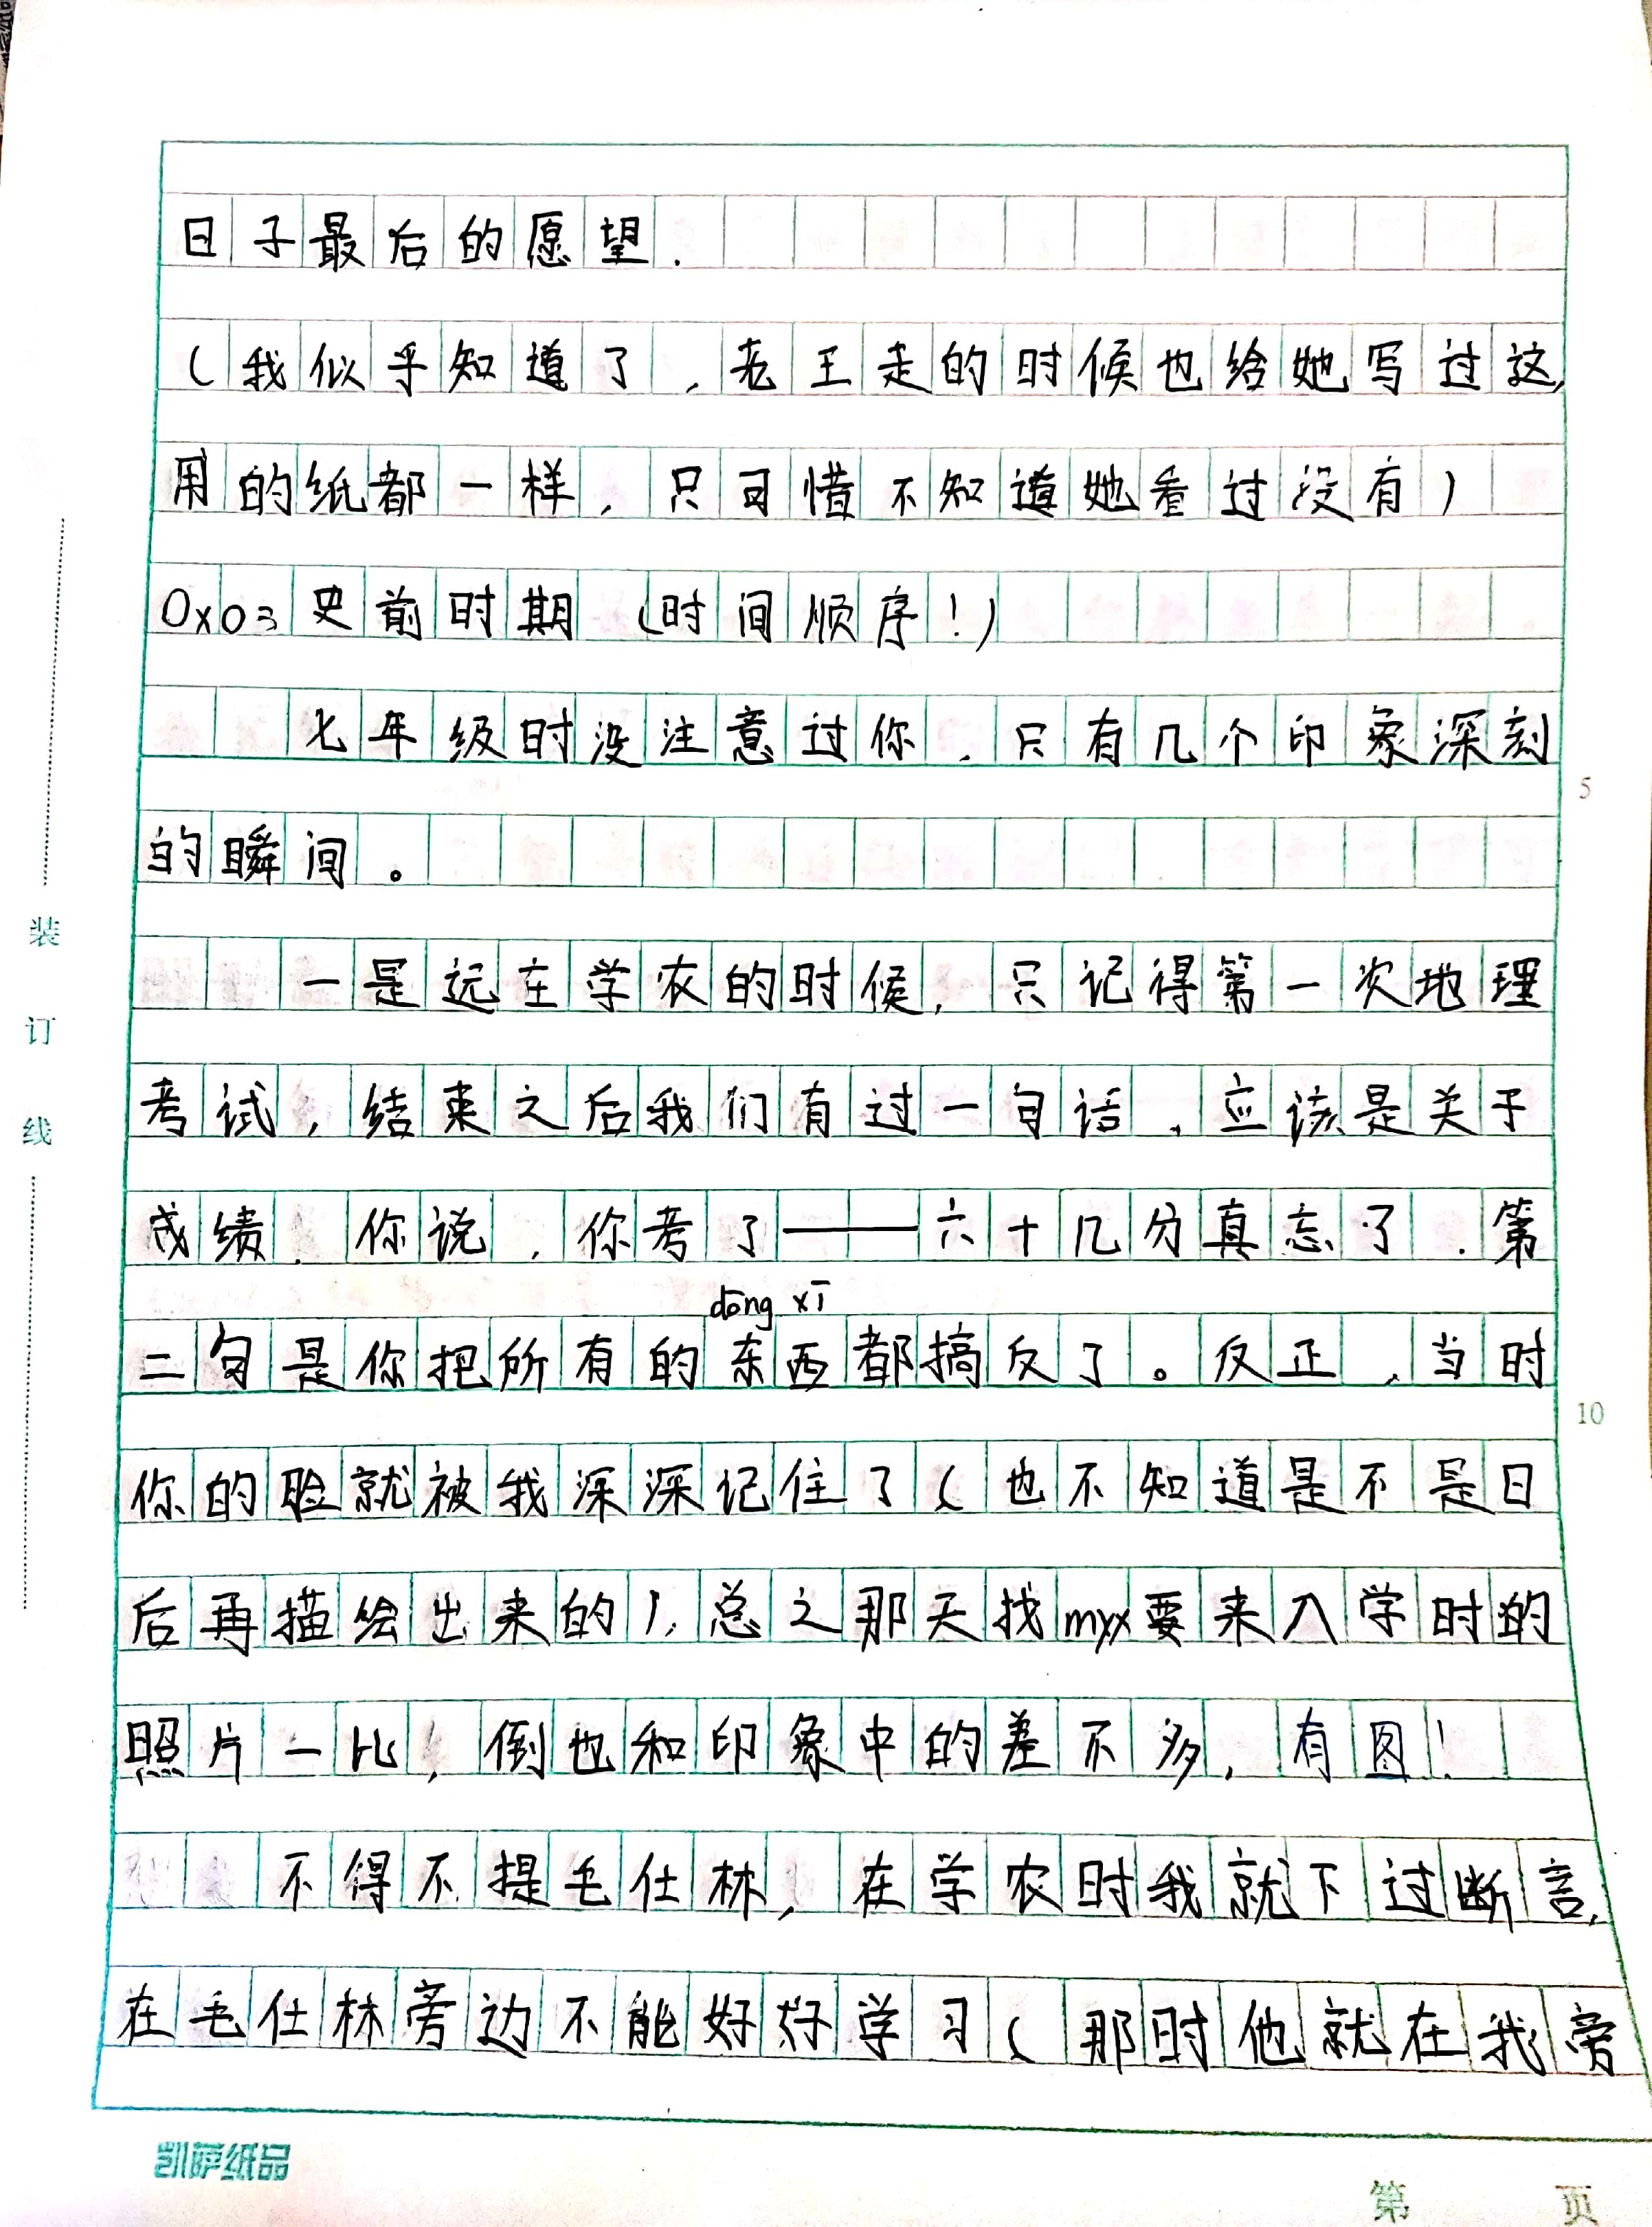 日子最后的愿望.
(我似乎知道了,老王走的时候也给她写过这,
用的纸都一样,只可惜不知道她看过没有)
0x03史前时期(时间顺序!)
七年级时没注意过你,只有几个印象深刻
的瞬间。
一是远在学农的时候,只记得第一次地理
考试,结束之后我们有过一句话,应该是关于
成绩.你说,你考了——六十几分真忘了.第
dōng xī
二句是你把所有的东西都搞反了。反正,当时
你的脸就被我深深记住了(也不知道是不是日
后再描绘出来的),总之那天找myx要来入学时的
照片一比,倒也和印象中的差不多,有图!
不得不提毛仕林,在学农时我就下过断言,
在毛仕林旁边不能好好学习(那时他就在我旁
5
10
装
订
线
凯萨纸品
第 页